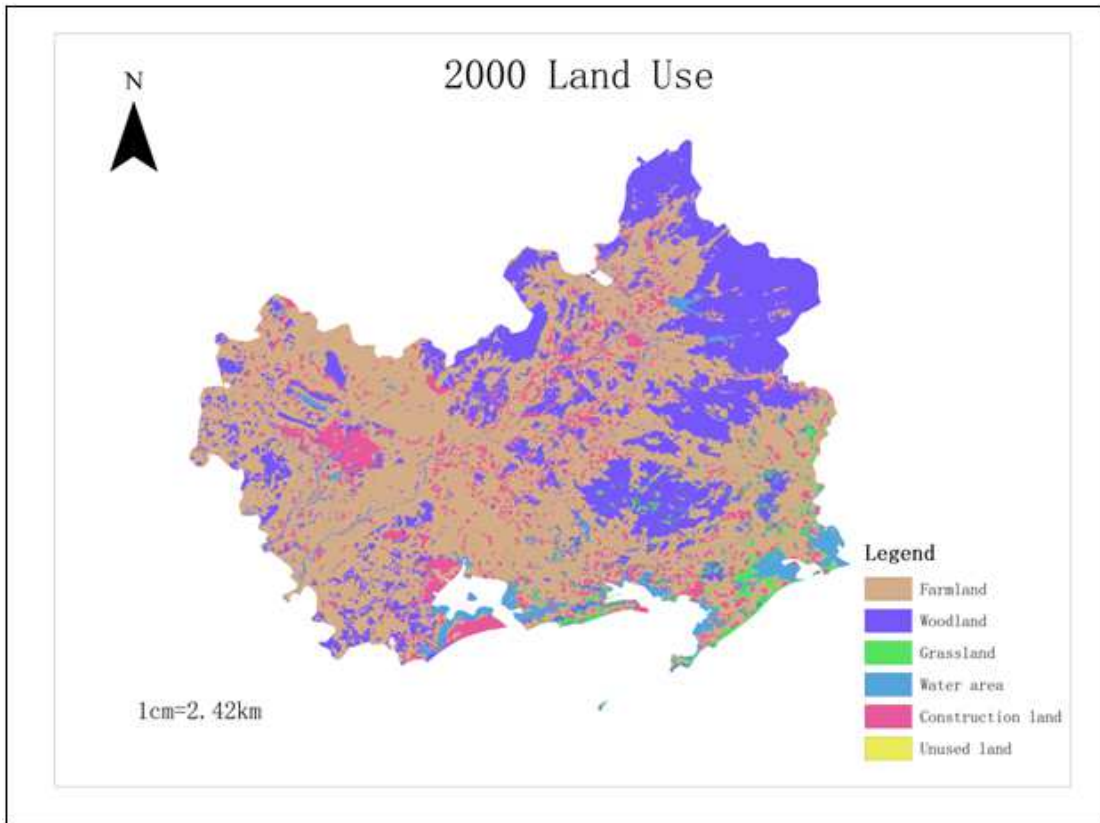 2000 Land Use
N
Legend
Farmland
Woodland
Grassland
Water area
Construction land
Unused land
1cm=2.42km